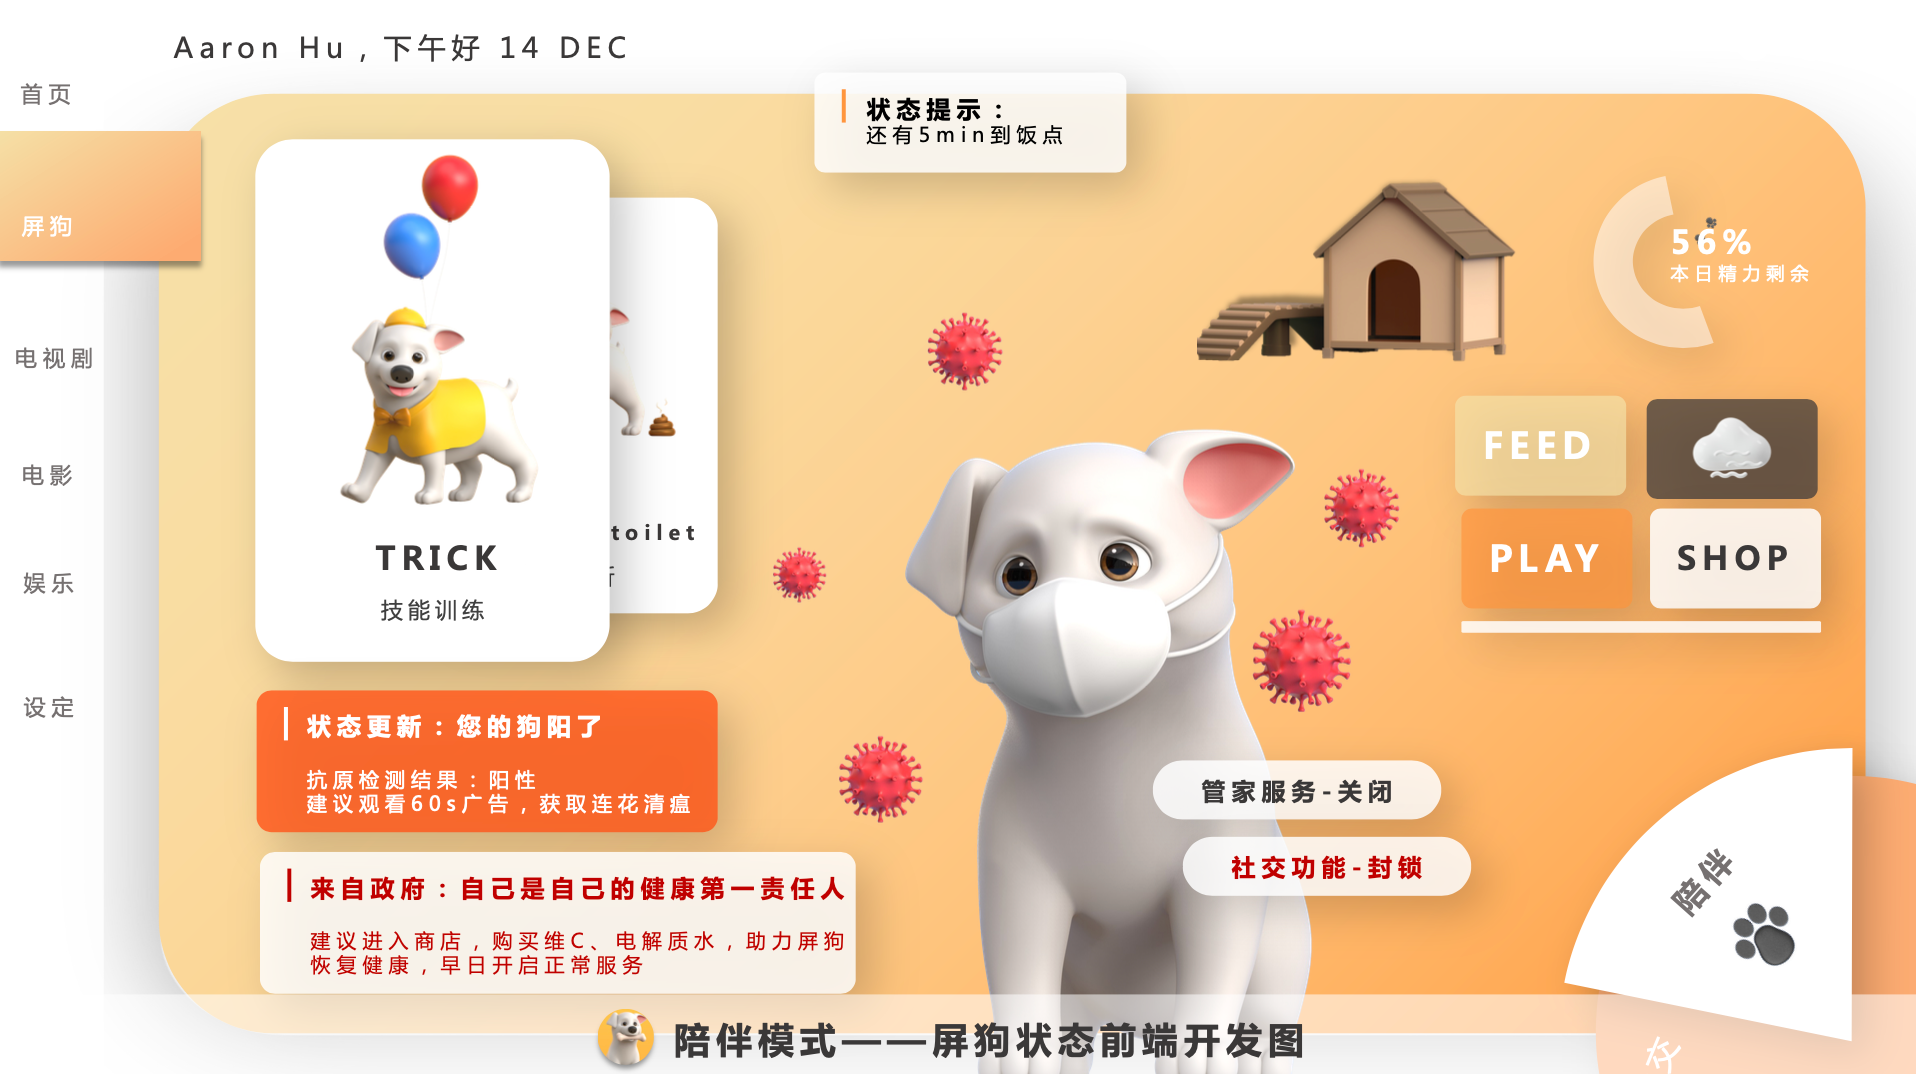 Aaron Hu，下午好 14 DEC
首页
屏狗
电视剧
电影
娱乐
设定
状态提示：
还有5min到饭点
TRICK
技能训练
toilet
56%
本日精力剩余
FEED
PLAY
SHOP
状态更新：您的狗阳了
抗原检测结果：阳性
建议观看60s广告，获取连花清瘟
来自政府：自己是自己的健康第一责任人
建议进入商店，购买维C、电解质水，助力屏狗
恢复健康，早日开启正常服务
管家服务-关闭
社交功能-封锁
陪伴
陪伴模式——屏狗状态前端开发图